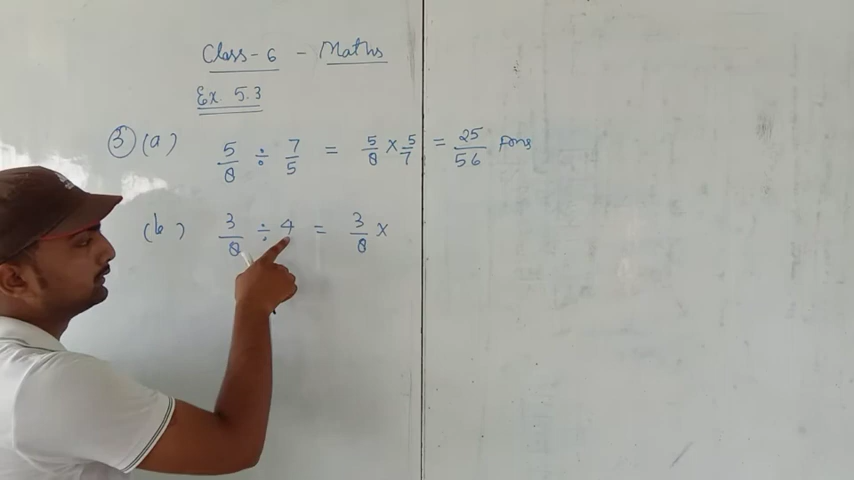 Class-6 - Maths
Ex. 5.3
3 (a) 5/8 ÷ 7/5 = 5/8 × 5/7 = 25/56 Ans
(b) 3/8 ÷ 4 = 3/8 ×